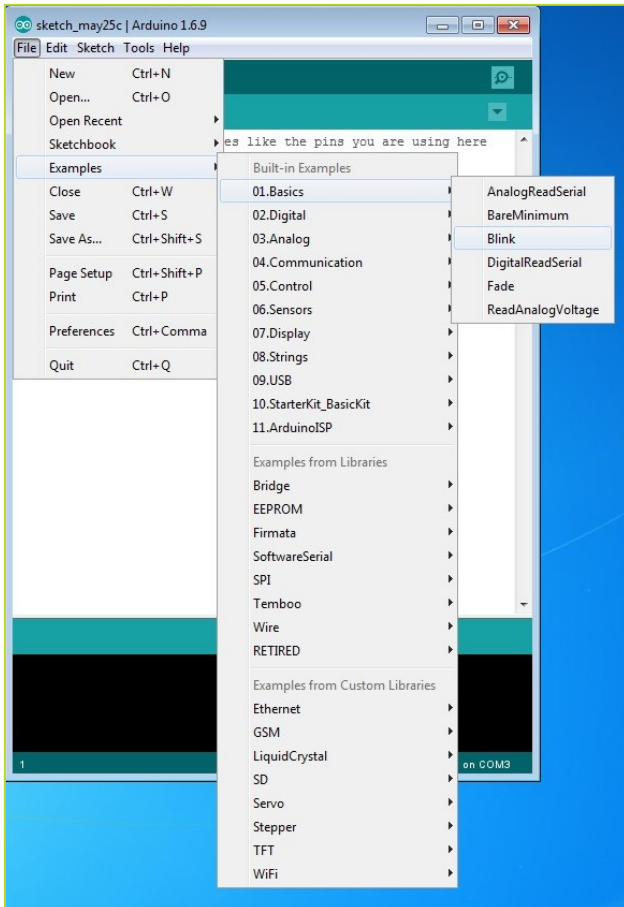 sketch_may25c | Arduino 1.6.9
File Edit Sketch Tools Help
New Ctrl+N
Open... Ctrl+O
Open Recent
Sketchbook
Examples
Close Ctrl+W
Save Ctrl+S
Save As... Ctrl+Shift+S
Page Setup Ctrl+Shift+P
Print Ctrl+P
Preferences Ctrl+Comma
Quit Ctrl+Q
es like the pins you are using here
Built-in Examples
01.Basics
02.Digital
03.Analog
04.Communication
05.Control
06.Sensors
07.Display
08.Strings
09.USB
10.StarterKit_BasicKit
11.ArduinoISP
Examples from Libraries
Bridge
EEPROM
Firmata
SoftwareSerial
SPI
Temboo
Wire
RETIRED
Examples from Custom Libraries
Ethernet
GSM
LiquidCrystal
SD
Servo
Stepper
TFT
WiFi
AnalogReadSerial
BareMinimum
Blink
DigitalReadSerial
Fade
ReadAnalogVoltage
1 on COM3